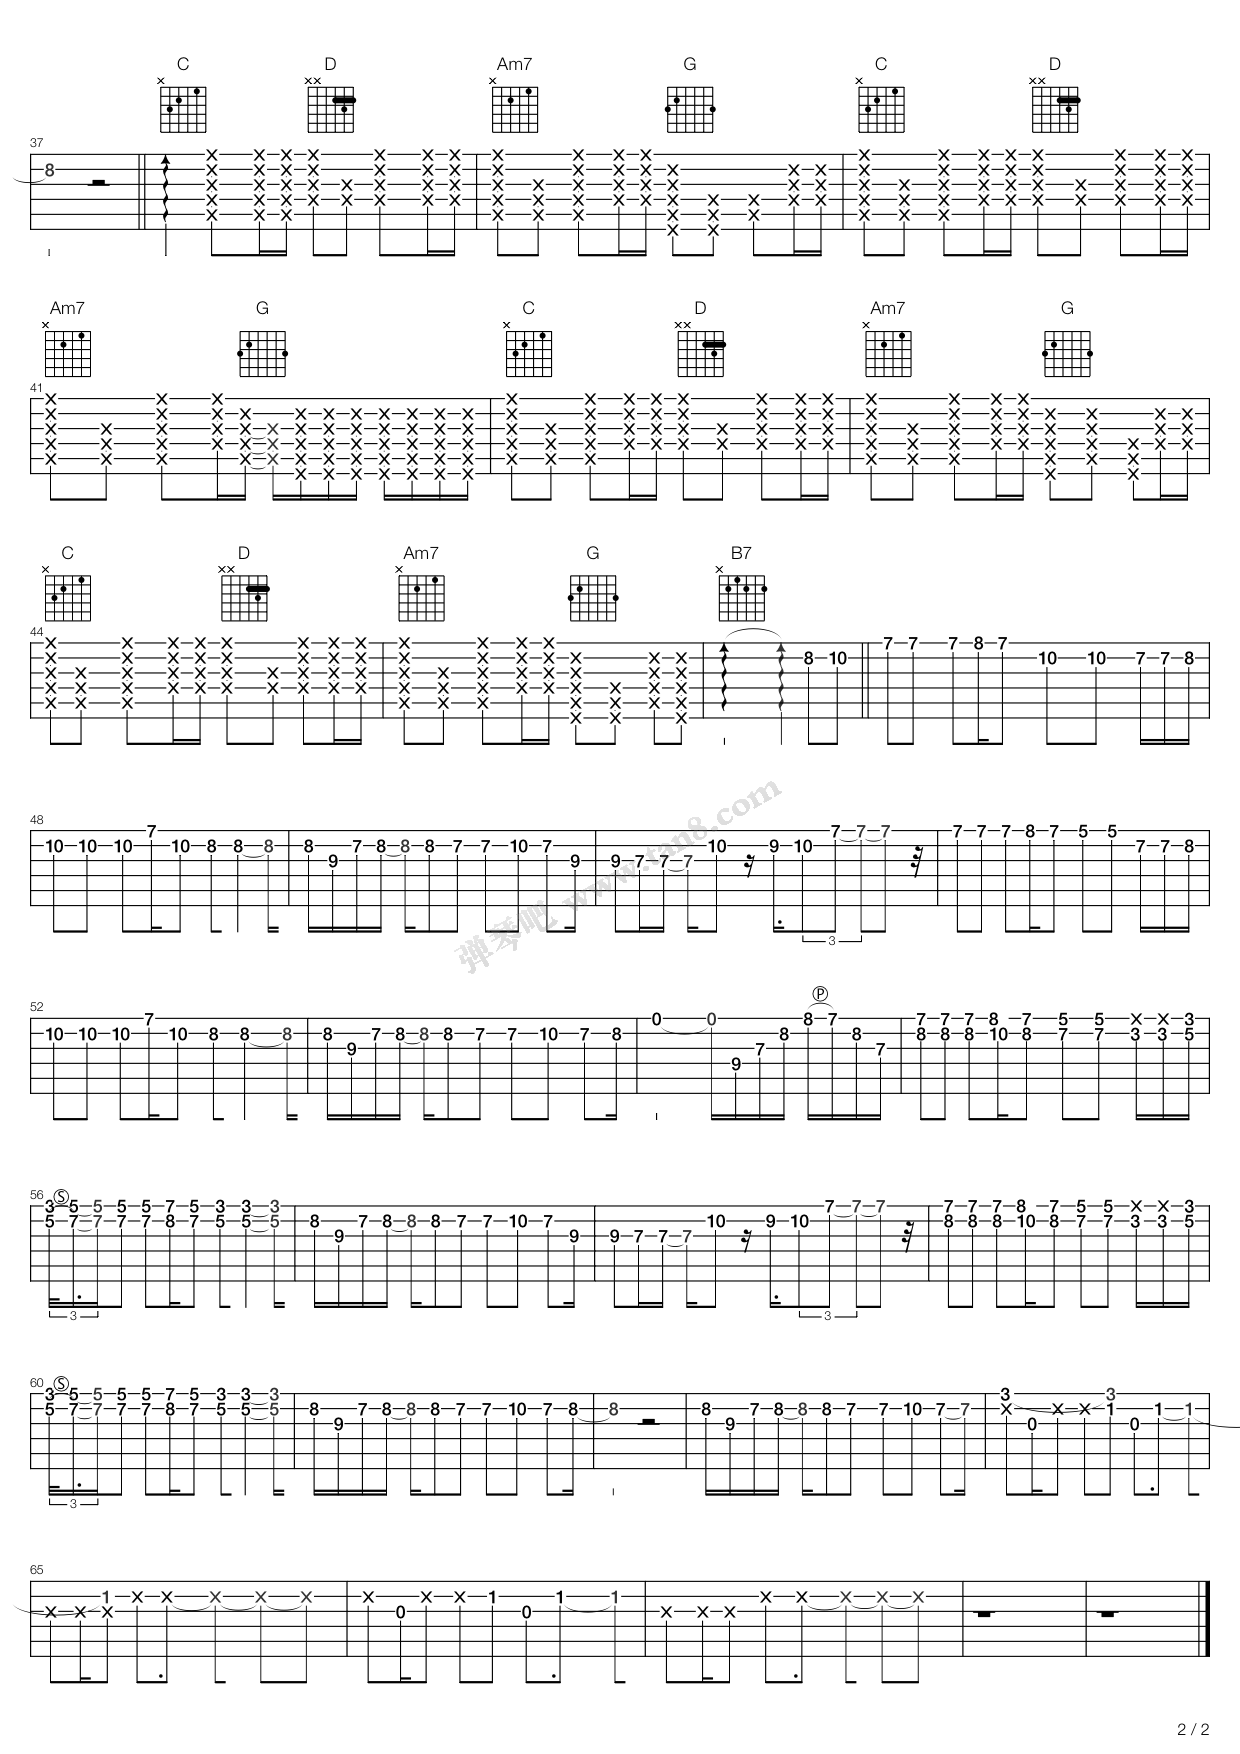 C D Am7 G C D
37
8
Am7 G C D Am7 G
41
C D Am7 G B7
44
8 10 7 7 7 8 7 10 10 7 7 8
48
10 10 10 7 10 8 8 8 8 9 7 8 8 8 7 7 10 7 9 9 7 7 7 10 9 10 7 7 7 7 7 7 8 7 5 5 7 7 8
3
弹琴吧 www.tan8.com
52
P
10 10 10 7 10 8 8 8 8 9 7 8 8 8 7 7 10 7 8 0 0 9 7 8 8 7 8 7 7 7 7 8 7 5 5 X X 3
8 8 8 10 8 7 7 3 3 5
56
S
3 5 5 5 5 7 5 3 3 3 8 9 7 8 8 8 7 7 10 7 9 9 7 7 7 10 9 10 7 7 7 7 7 7 8 7 5 5 X X 3
5 7 7 7 7 8 7 5 5 5 8 8 8 10 8 7 7 3 3 5
3 3
60
S
3 5 5 5 5 7 5 3 3 3 8 9 7 8 8 8 7 7 10 7 8 8 8 9 7 8 8 8 7 7 10 7 7 3 X 0 X X 3 1 0 1 1
5 7 7 7 7 8 7 5 5 5
3
65
X X 1 X X X X X X X 0 X X 1 0 1 1 X X X X X X X X
2 / 2